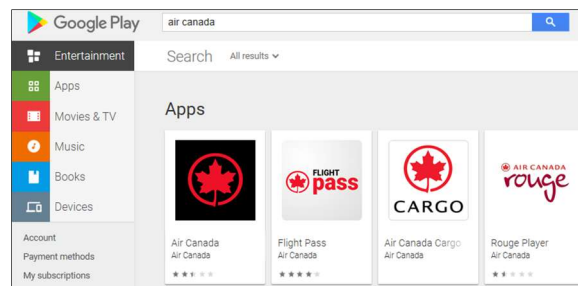 Google Play
air canada
Entertainment
Search
All results
Apps
Movies & TV
Music
Books
Devices
Account
Payment methods
My subscriptions
Apps
FLIGHT
pass
CARGO
AIR CANADA
rouge
Air Canada
Air Canada
Flight Pass
Air Canada
Air Canada Cargo
Air Canada
Rouge Player
Air Canada